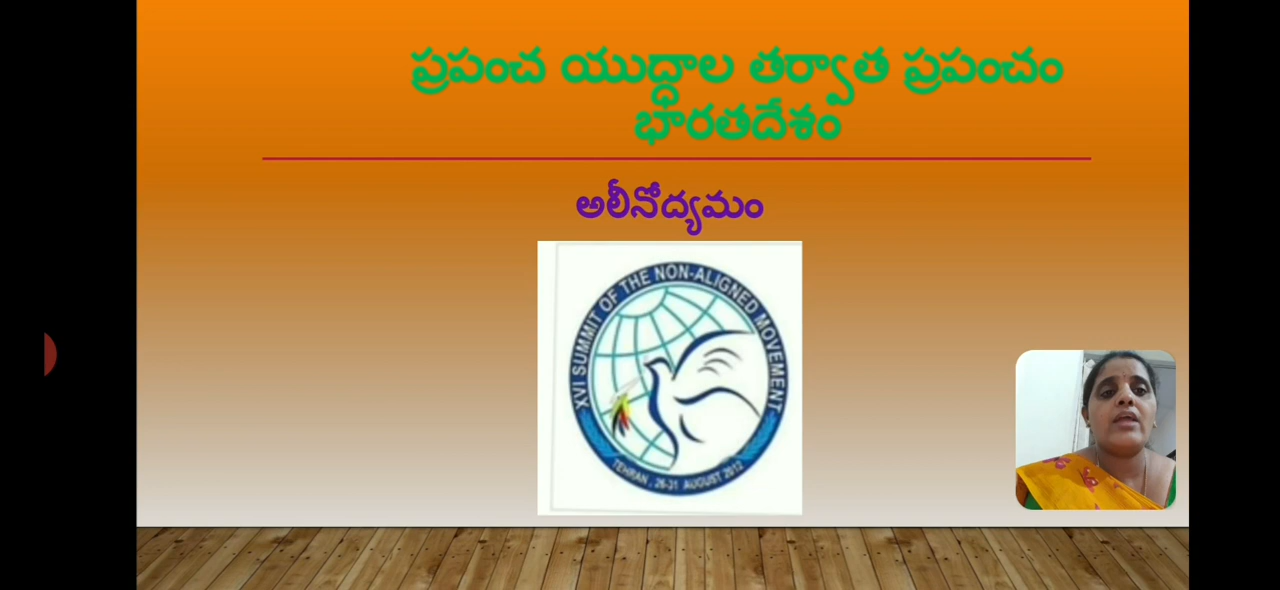 ప్రపంచ యుద్ధాల తర్వాత ప్రపంచం
భారతదేశం
అలీనోద్యమం
XVI SUMMIT OF THE NON-ALIGNED MOVEMENT
TEHRAN, 26-31 AUGUST 2012